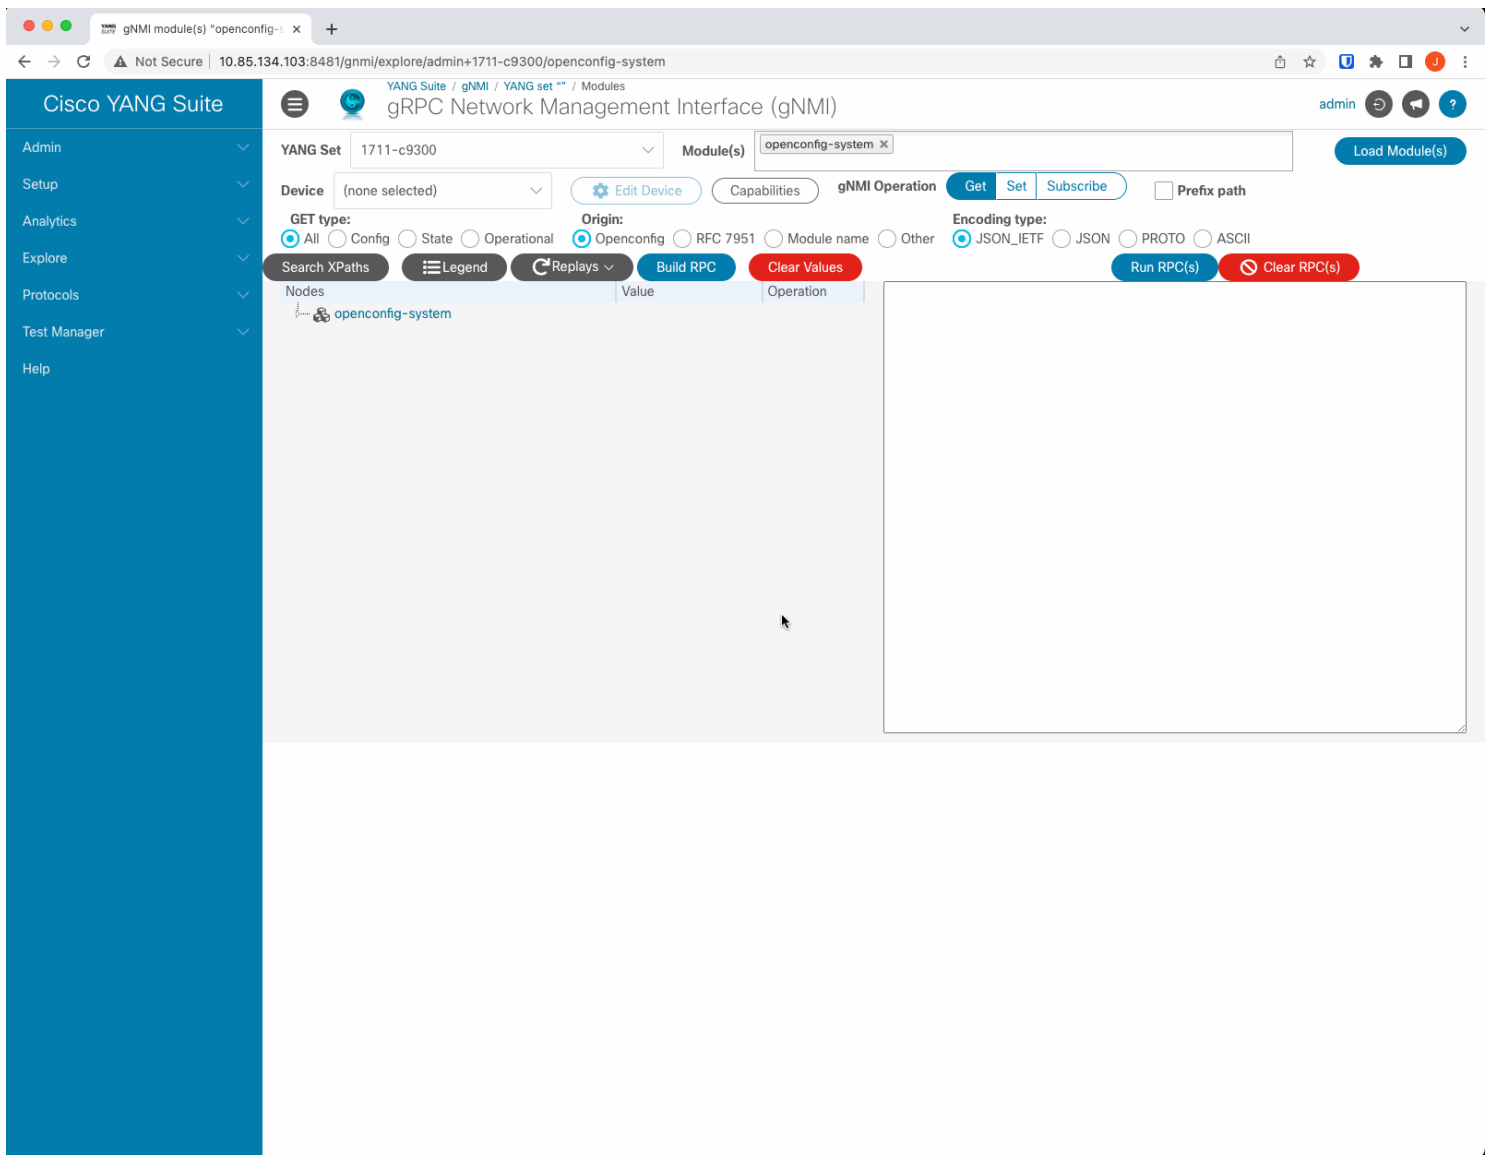 gNMI module(s) "openconfig-s
Not Secure 10.85.134.103:8481/gnmi/explore/admin+1711-c9300/openconfig-system
J
Cisco YANG Suite
YANG Suite / gNMI / YANG set "" / Modules
gRPC Network Management Interface (gNMI)
admin
?
Admin
Setup
Analytics
Explore
Protocols
Test Manager
Help
YANG Set 1711-c9300 Module(s) openconfig-system × Load Module(s)
Device (none selected) Edit Device Capabilities gNMI Operation Get Set Subscribe Prefix path
GET type: Origin: Encoding type:
All Config State Operational Openconfig RFC 7951 Module name Other JSON_IETF JSON PROTO ASCII
Search XPaths Legend Replays Build RPC Clear Values Run RPC(s) Clear RPC(s)
Nodes Value Operation
openconfig-system